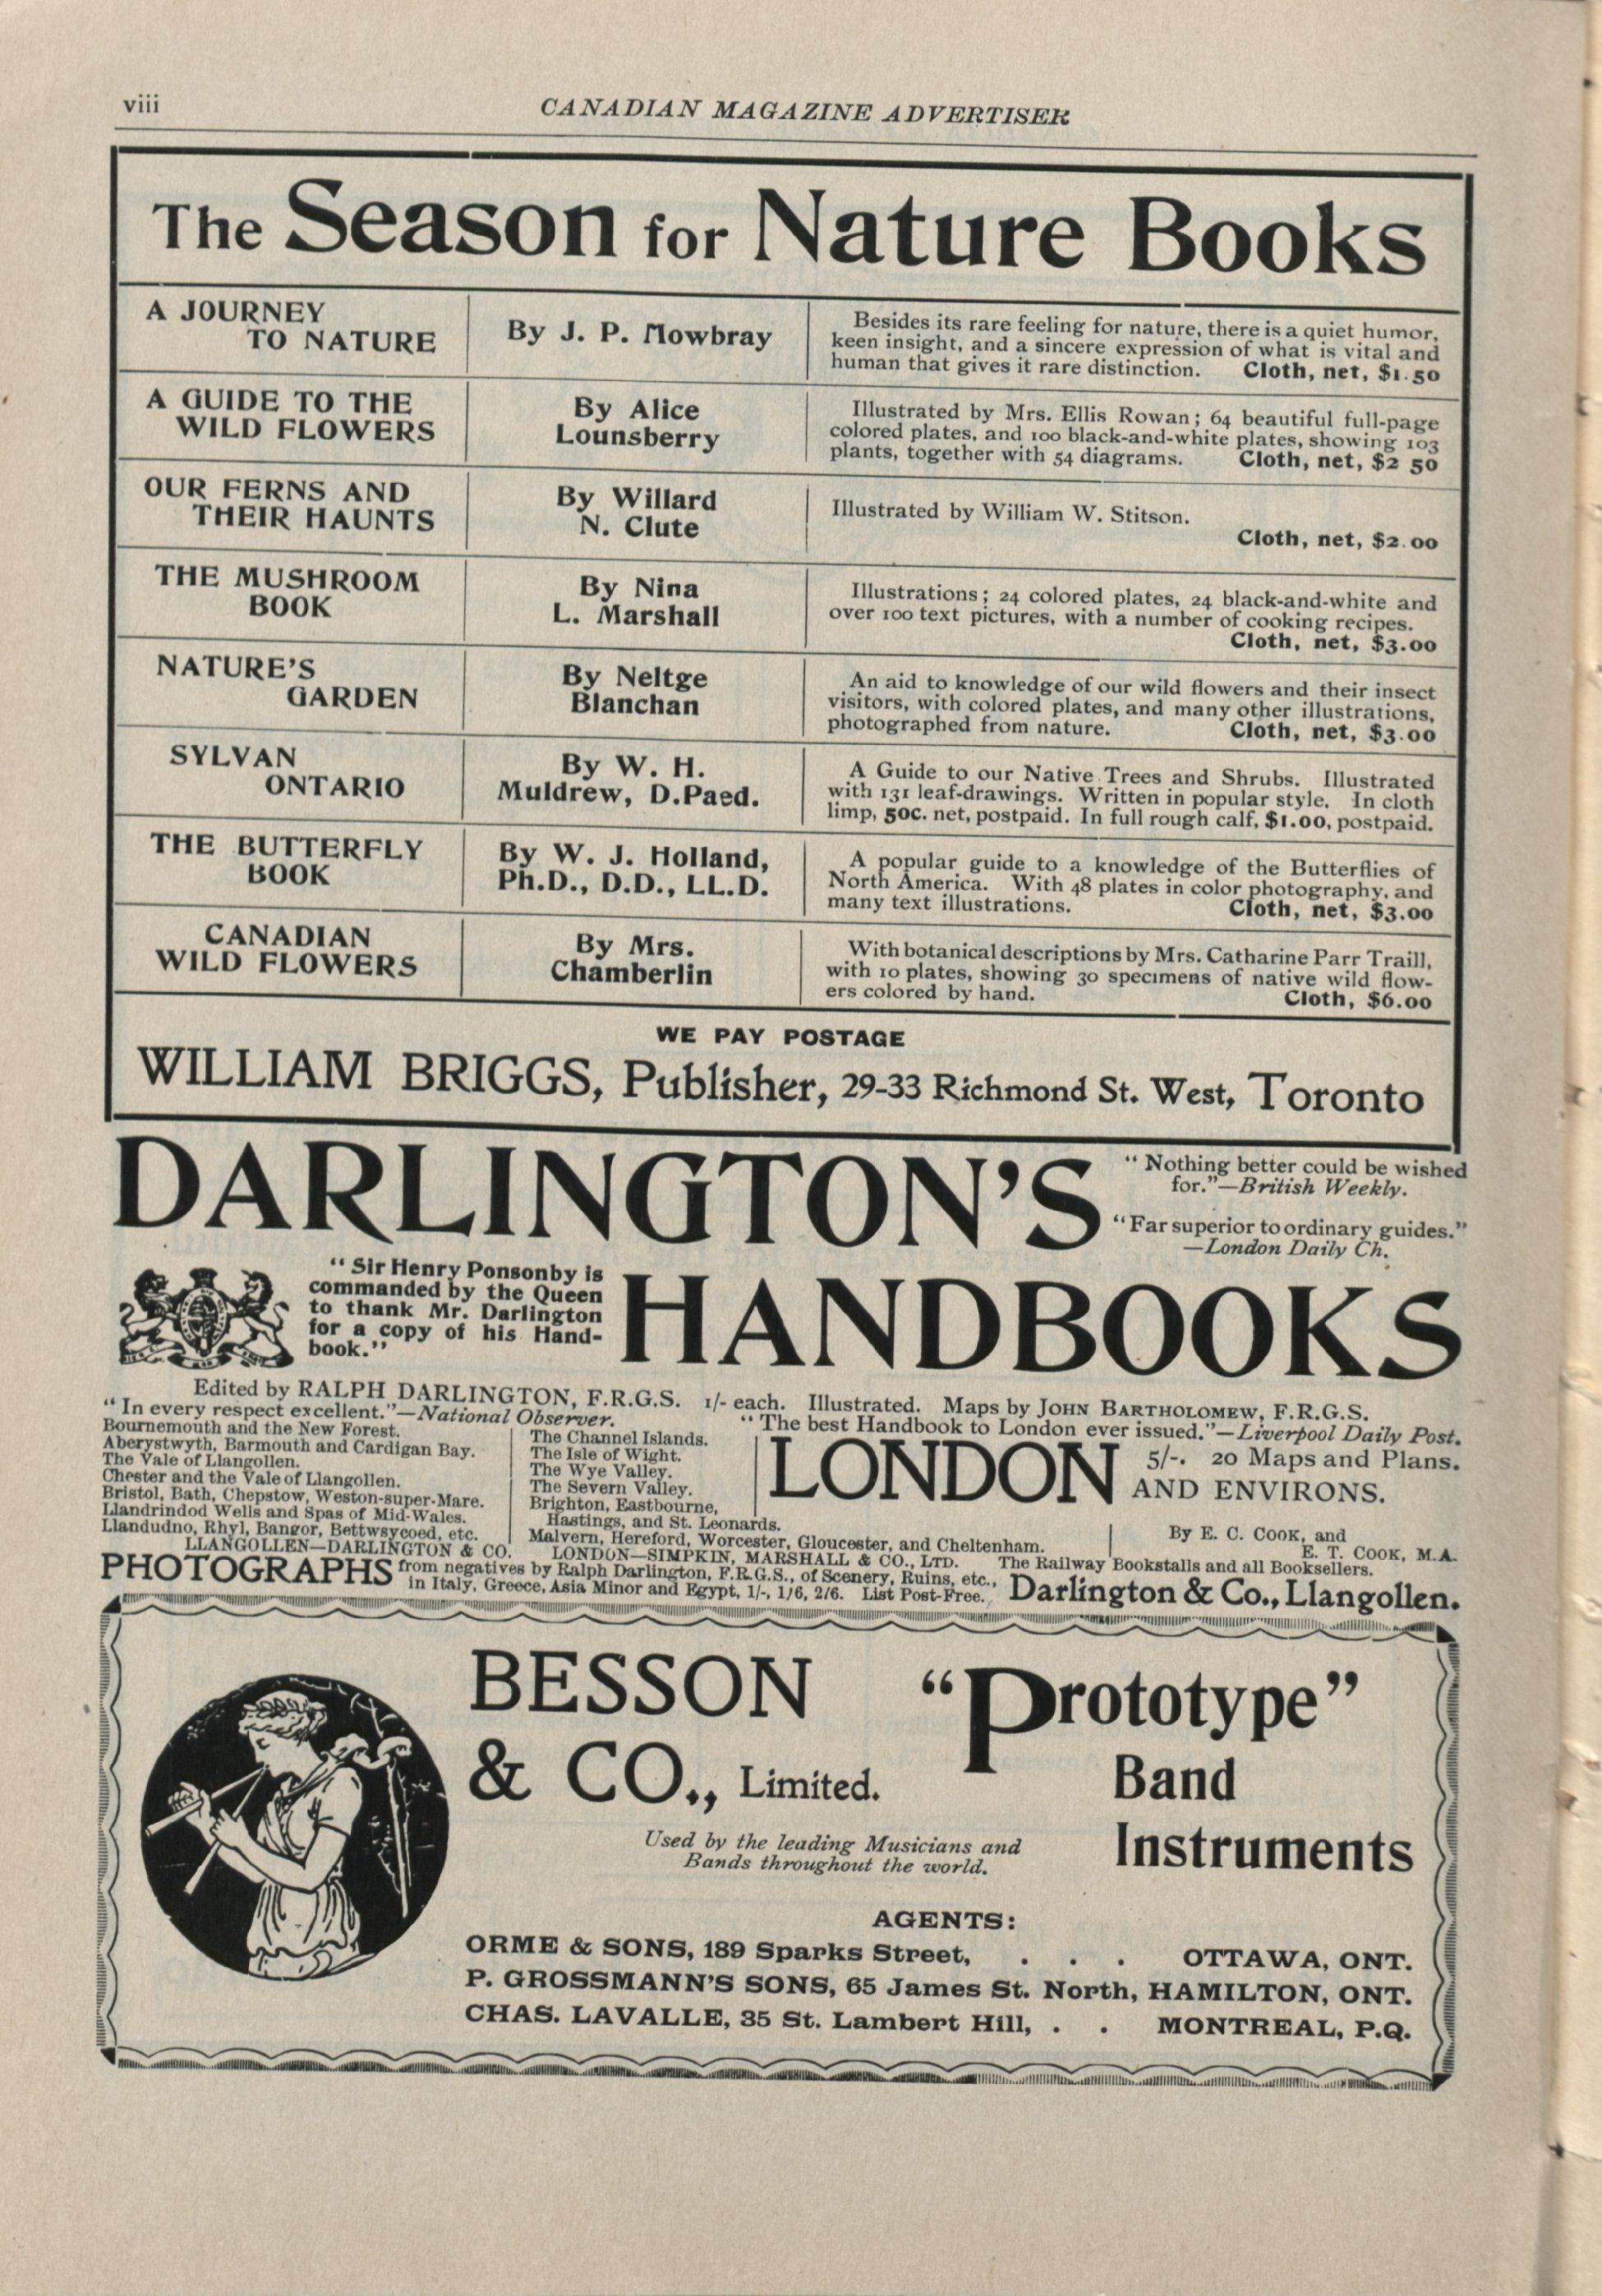 viii
CANADIAN MAGAZINE ADVERTISER
The Season for Nature Books
A JOURNEY
TO NATURE
By J. P. Mowbray
Besides its rare feeling for nature, there is a quiet humor,
keen insight, and a sincere expression of what is vital and
human that gives it rare distinction. Cloth, net, $1.50
A GUIDE TO THE
WILD FLOWERS
By Alice
Lounsberry
Illustrated by Mrs. Ellis Rowan; 64 beautiful full-page
colored plates, and 100 black-and-white plates, showing 103
plants, together with 54 diagrams. Cloth, net, $2 50
OUR FERNS AND
THEIR HAUNTS
By Willard
N. Clute
Illustrated by William W. Stitson.
Cloth, net, $2.00
THE MUSHROOM
BOOK
By Nina
L. Marshall
Illustrations; 24 colored plates, 24 black-and-white and
over 100 text pictures, with a number of cooking recipes.
Cloth, net, $3.00
NATURE'S
GARDEN
By Neltge
Blanchan
An aid to knowledge of our wild flowers and their insect
visitors, with colored plates, and many other illustrations,
photographed from nature. Cloth, net, $3.00
SYLVAN
ONTARIO
By W. H.
Muldrew, D.Paed.
A Guide to our Native Trees and Shrubs. Illustrated
with 131 leaf-drawings. Written in popular style. In cloth
limp, 50c. net, postpaid. In full rough calf, $1.00, postpaid.
THE BUTTERFLY
BOOK
By W. J. Holland,
Ph.D., D.D., LL.D.
A popular guide to a knowledge of the Butterflies of
North America. With 48 plates in color photography, and
many text illustrations. Cloth, net, $3.00
CANADIAN
WILD FLOWERS
By Mrs.
Chamberlin
With botanical descriptions by Mrs. Catharine Parr Traill,
with 10 plates, showing 30 specimens of native wild flow-
ers colored by hand. Cloth, $6.00
WE PAY POSTAGE
WILLIAM BRIGGS, Publisher, 29-33 Richmond St. West, Toronto
DARLINGTON'S
"Nothing better could be wished
for."—British Weekly.
"Far superior to ordinary guides."
—London Daily Ch.
"Sir Henry Ponsonby is
commanded by the Queen
to thank Mr. Darlington
for a copy of his Hand-
book."
HANDBOOKS
Edited by RALPH DARLINGTON, F.R.G.S. 1/- each. Illustrated. Maps by JOHN BARTHOLOMEW, F.R.G.S.
"In every respect excellent."—National Observer.
"The best Handbook to London ever issued."—Liverpool Daily Post.
Bournemouth and the New Forest.
Aberystwyth, Barmouth and Cardigan Bay.
The Vale of Llangollen.
Chester and the Vale of Llangollen.
Bristol, Bath, Chepstow, Weston-super-Mare.
Llandrindod Wells and Spas of Mid-Wales.
Llandudno, Rhyl, Bangor, Bettwsycoed, etc.
The Channel Islands.
The Isle of Wight.
The Wye Valley.
The Severn Valley.
Brighton, Eastbourne,
Hastings, and St. Leonards.
Malvern, Hereford, Worcester, Gloucester, and Cheltenham.
LONDON
5/-. 20 Maps and Plans.
AND ENVIRONS.
By E. C. COOK, and
E. T. COOK, M.A.
LLANGOLLEN—DARLINGTON & CO. LONDON—SIMPKIN, MARSHALL & CO., LTD. The Railway Bookstalls and all Booksellers.
PHOTOGRAPHS from negatives by Ralph Darlington, F.R.G.S., of Scenery, Ruins, etc.,
in Italy, Greece, Asia Minor and Egypt, 1/-, 1/6, 2/6. List Post-Free.
Darlington & Co., Llangollen.
BESSON
& CO., Limited.
"Prototype"
Band
Instruments
Used by the leading Musicians and
Bands throughout the world.
AGENTS:
ORME & SONS, 189 Sparks Street, . . . OTTAWA, ONT.
P. GROSSMANN'S SONS, 65 James St. North, HAMILTON, ONT.
CHAS. LAVALLE, 35 St. Lambert Hill, . . MONTREAL, P.Q.